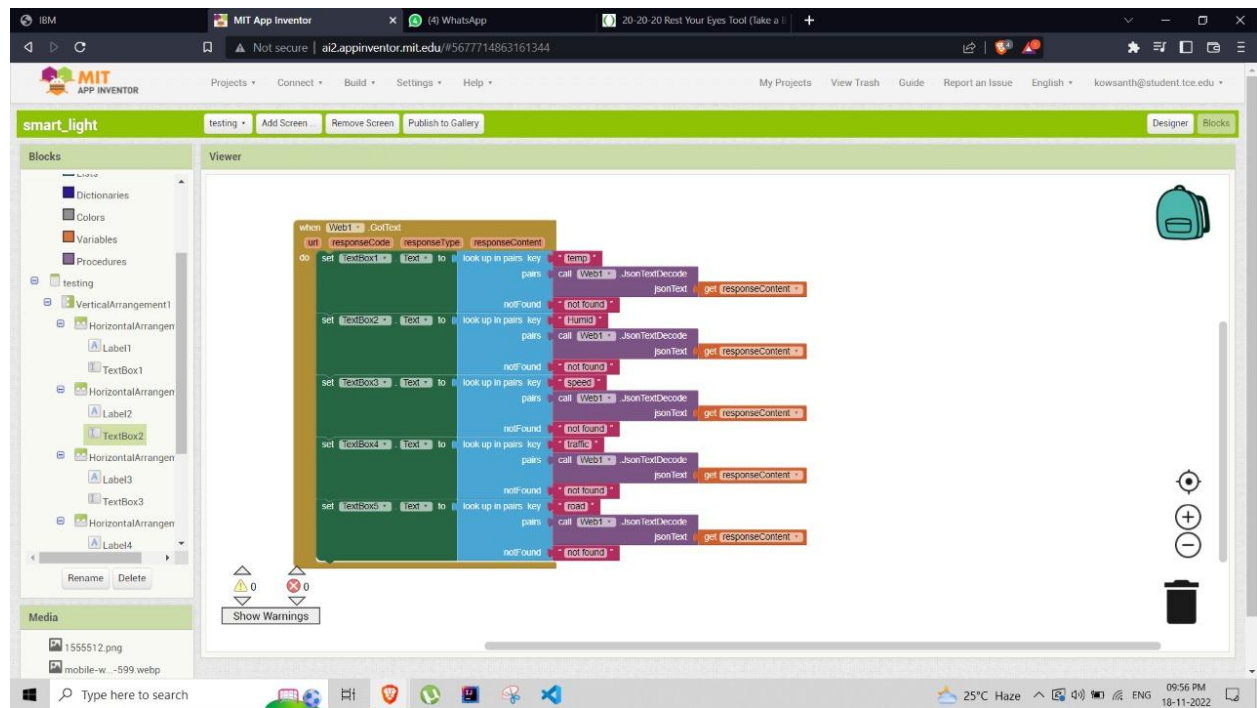 IBM
MIT App Inventor
(4) WhatsApp
20-20-20 Rest Your Eyes Tool (Take a
Not secure | ai2.appinventor.mit.edu/#5677714863161344
MIT
APP INVENTOR
Projects Connect Build Settings Help My Projects View Trash Guide Report an Issue English kowsanth@student.tce.edu
smart_light
testing Add Screen ... Remove Screen Publish to Gallery Designer Blocks
Blocks
Viewer
Dictionaries
Colors
Variables
Procedures
testing
VerticalArrangement1
HorizontalArrangen
Label1
TextBox1
HorizontalArrangen
Label2
TextBox2
HorizontalArrangen
Label3
TextBox3
HorizontalArrangen
Label4
Rename Delete
Media
1555512.png
mobile-w...-599.webp
when Web1 .GotText
url responseCode responseType responseContent
do set TextBox1 . Text to look up in pairs key " temp "
pairs call Web1 .JsonTextDecode
jsonText get responseContent
notFound " not found "
set TextBox2 . Text to look up in pairs key " Humid "
pairs call Web1 .JsonTextDecode
jsonText get responseContent
notFound " not found "
set TextBox3 . Text to look up in pairs key " speed "
pairs call Web1 .JsonTextDecode
jsonText get responseContent
notFound " not found "
set TextBox4 . Text to look up in pairs key " traffic "
pairs call Web1 .JsonTextDecode
jsonText get responseContent
notFound " not found "
set TextBox5 . Text to look up in pairs key " road "
pairs call Web1 .JsonTextDecode
jsonText get responseContent
notFound " not found "
0 0
Show Warnings
Type here to search
25°C Haze ENG
09:56 PM
18-11-2022